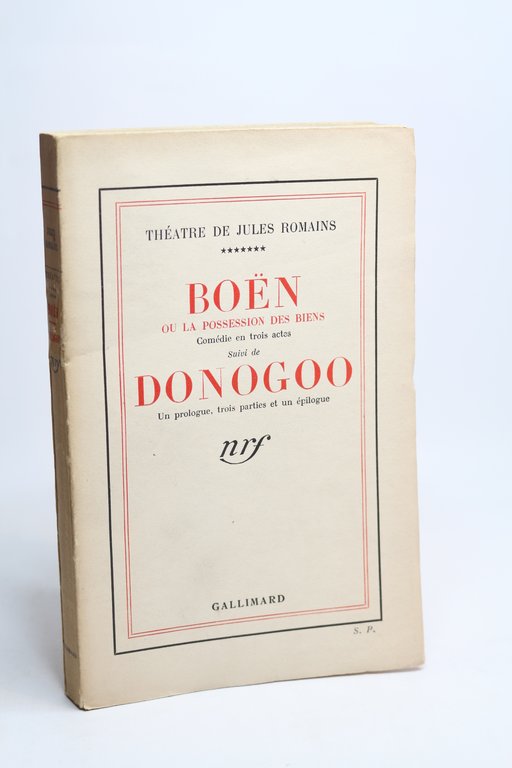 THÉATRE DE JULES ROMAINS
*******
BOËN
OU LA POSSESSION DES BIENS
Comédie en trois actes
Suivi de
DONOGOO
Un prologue, trois parties et un épilogue
nrf
GALLIMARD
S. P.
nrf